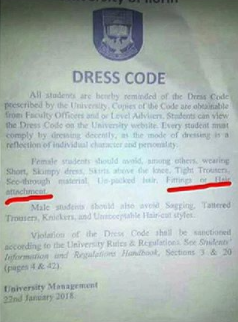 University of Ilorin
DRESS CODE
All students are hereby reminded of the Dress Code
prescribed by the University. Copies of the Code are obtainable
from Faculty Officers and or Level Advisers. Students can view
the Dress Code on the University website. Every student must
comply by dressing decently, as the mode of dressing is a
reflection of individual character and personality.
Female students should avoid, among others, wearing
Short, Skimpy dress, Skirts above the knee, Tight Trousers,
See-through material, Un-packed hair, Fittings or Hair
attachment.
Male students should also avoid Sagging, Tattered
Trousers, Knickers, and Unacceptable Hair-cut styles.
Violation of the Dress Code shall be sanctioned
according to the University Rules & Regulations. See Students'
Information and Regulations Handbook, Sections 3 & 20
(pages 4 & 42).
University Management
22nd January 2018